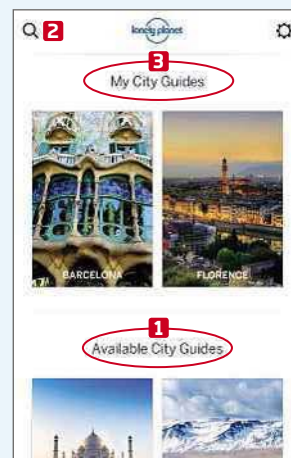 2
lonely planet
3
My City Guides
BARCELONA
FLORENCE
1
Available City Guides